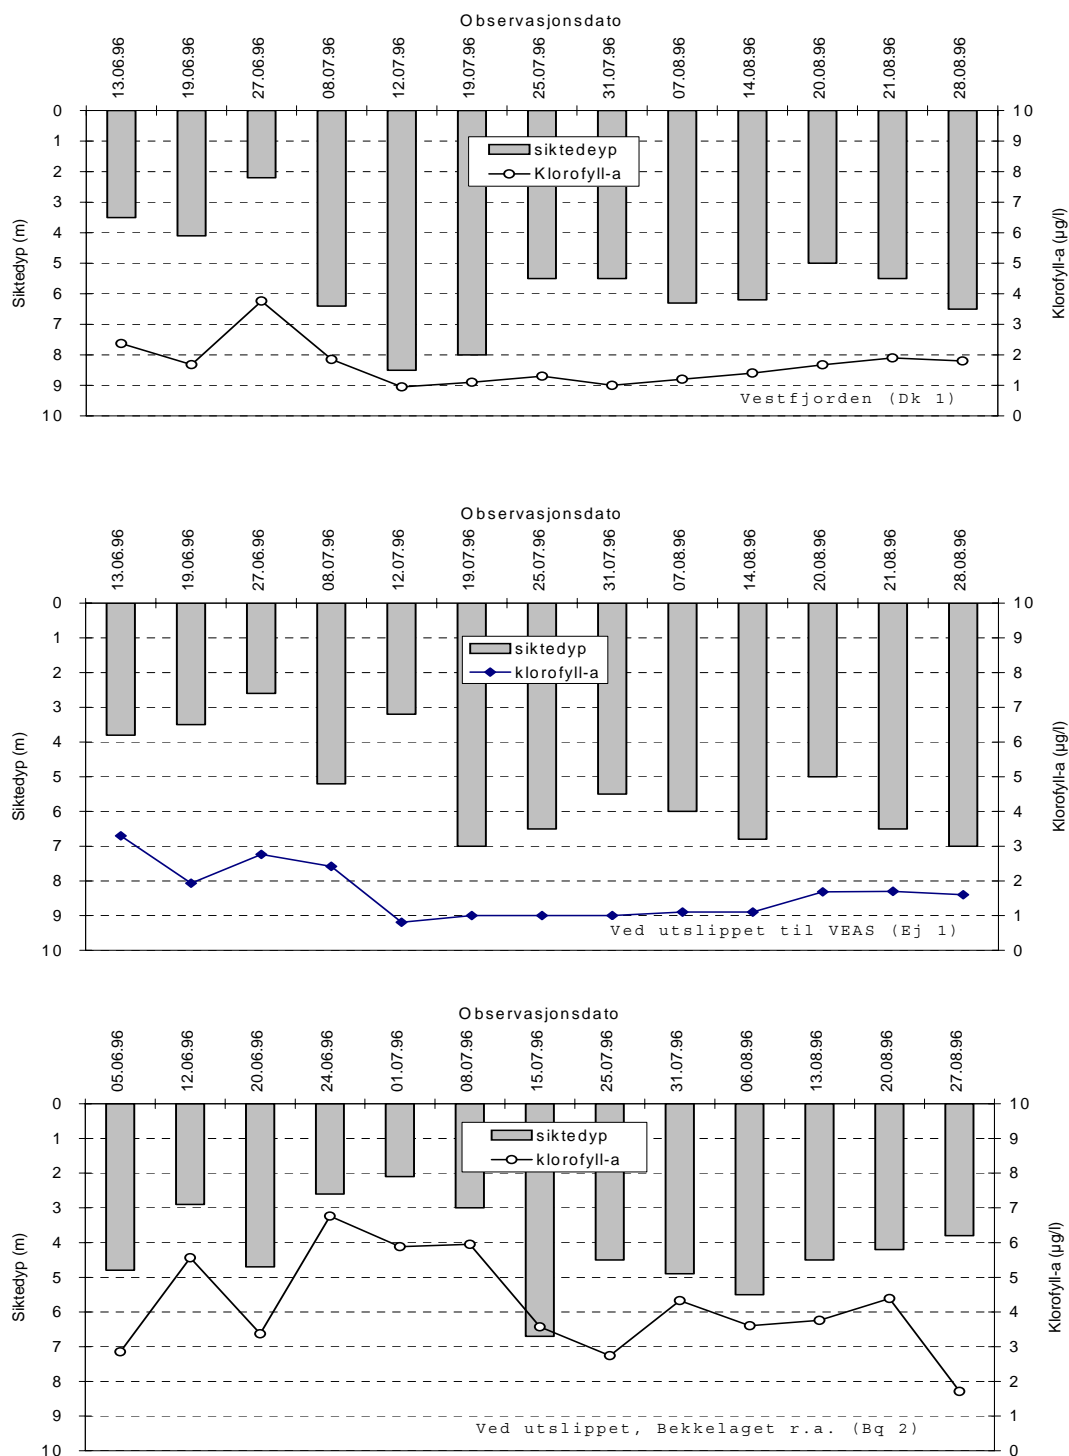 Observasjonsdato
13.06.96 19.06.96 27.06.96 08.07.96 12.07.96 19.07.96 25.07.96 31.07.96 07.08.96 14.08.96 20.08.96 21.08.96 28.08.96
0 10
1 9
2 8
3 7
4 6
5 5
6 4
7 3
8 2
9 1
10 0
Siktedyp (m)
Klorofyll-a (µg/l)
siktedeyp
Klorofyll-a
Vestfjorden (Dk 1)
Observasjonsdato
13.06.96 19.06.96 27.06.96 08.07.96 12.07.96 19.07.96 25.07.96 31.07.96 07.08.96 14.08.96 20.08.96 21.08.96 28.08.96
0 10
1 9
2 8
3 7
4 6
5 5
6 4
7 3
8 2
9 1
10 0
Siktedyp (m)
Klorofyll-a (µg/l)
siktedyp
klorofyll-a
Ved utslippet til VEAS (Ej 1)
Observasjonsdato
05.06.96 12.06.96 20.06.96 24.06.96 01.07.96 08.07.96 15.07.96 25.07.96 31.07.96 06.08.96 13.08.96 20.08.96 27.08.96
0 10
1 9
2 8
3 7
4 6
5 5
6 4
7 3
8 2
9 1
10 0
Siktedyp (m)
Klorofyll-a (µg/l)
siktedyp
klorofyll-a
Ved utslippet, Bekkelaget r.a. (Bq 2)